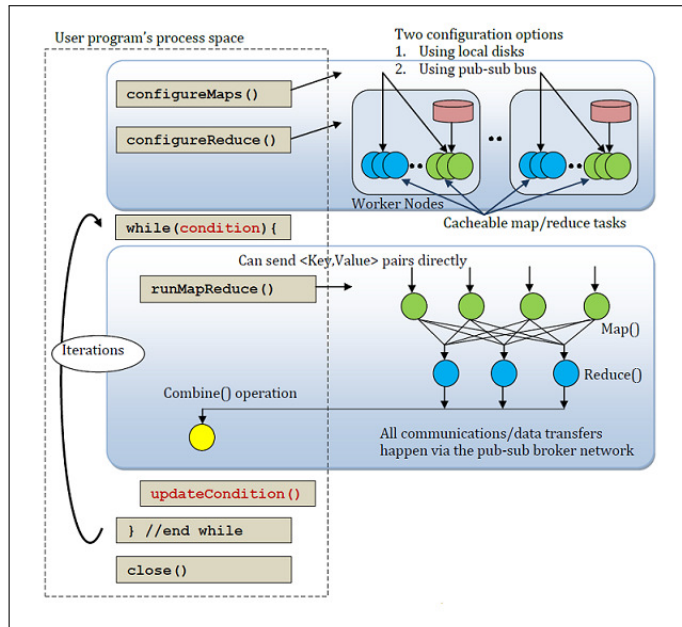 User program's process space
Two configuration options
1. Using local disks
2. Using pub-sub bus
configureMaps()
configureReduce()
Worker Nodes
Cacheable map/reduce tasks
while(condition){
Can send <Key,Value> pairs directly
runMapReduce()
Map()
Iterations
Reduce()
Combine() operation
All communications/data transfers
happen via the pub-sub broker network
updateCondition()
} //end while
close()